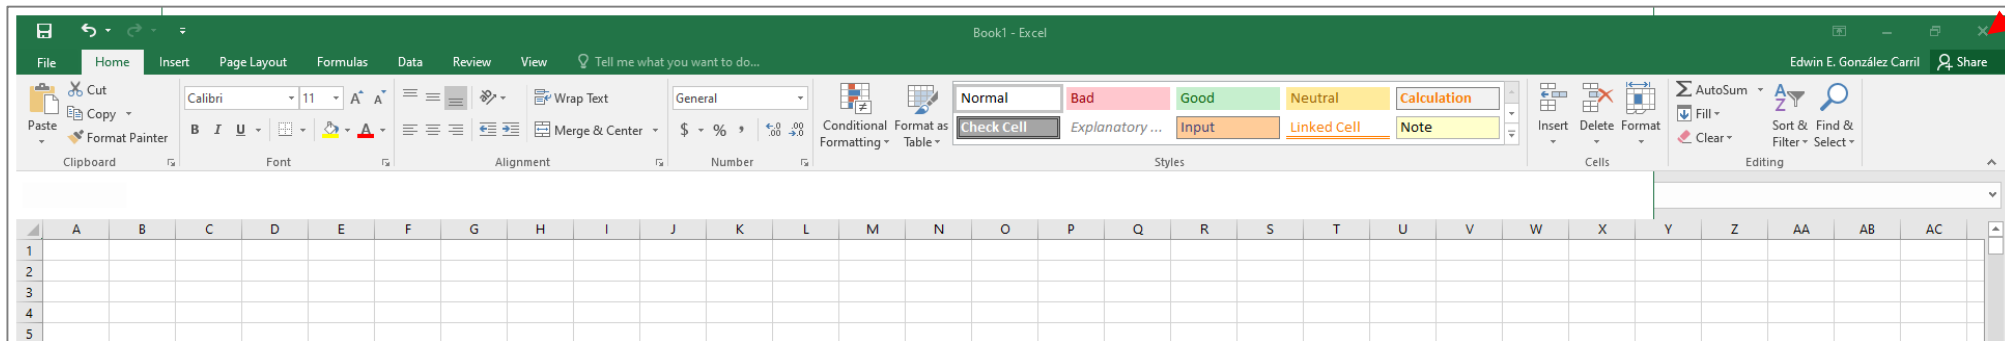 Book1 - Excel
File Home Insert Page Layout Formulas Data Review View Tell me what you want to do... Edwin E. González Carril Share
Cut
Copy
Format Painter
Paste
Clipboard
Calibri 11 A A
B I U A
Font
Wrap Text
Merge & Center
Alignment
General
$ % , .0 .00 .00 .0
Number
Conditional Formatting
Format as Table
Normal Bad Good Neutral Calculation
Check Cell Explanatory ... Input Linked Cell Note
Styles
Insert Delete Format
Cells
AutoSum
Fill
Clear
Sort & Filter
Find & Select
Editing
A B C D E F G H I J K L M N O P Q R S T U V W X Y Z AA AB AC
1
2
3
4
5